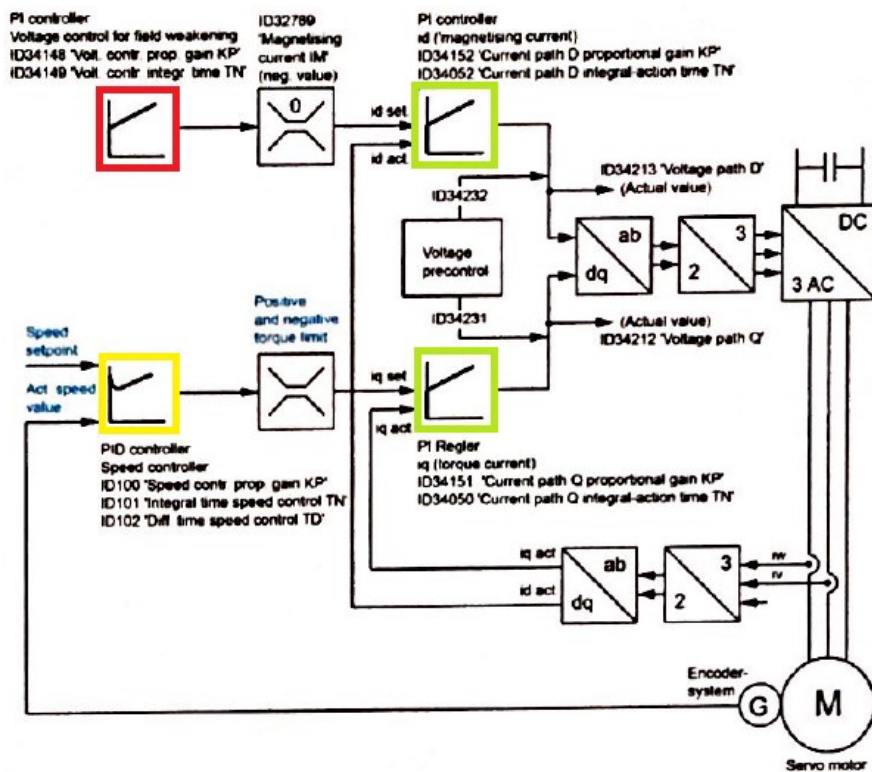 PI controller
Voltage control for field weakening
ID34148 "Volt. contr. prop. gain KP'
ID34149 'Volt. contr integr time TN'
ID32769
'Magnetising
current IM'
(neg. value)
PI controller
id ('magnetising current)
ID34152 'Current path D proportional gain KP'
ID34052 'Current path D integral-action time TN'
0
id set
id act
ID34232
ID34213 'Voltage path D'
(Actual value)
Voltage
precontrol
ab
dq
3
2
DC
3 AC
ID34231
(Actual value)
ID34212 'Voltage path Q'
Speed
setpoint
Act speed
value
Positive
and negative
torque limit
iq set
iq act
PID controller
Speed controller
ID100 'Speed contr. prop. gain KP'
ID101 'Integral time speed control TN'
ID102 'Diff. time speed control TD'
PI Regler
iq (torque current)
ID34151 'Current path Q proportional gain KP'
ID34050 'Current path Q integral-action time TN'
iq act
id act
ab
dq
3
2
rw
rv
Encoder-
system
G
M
Servo motor